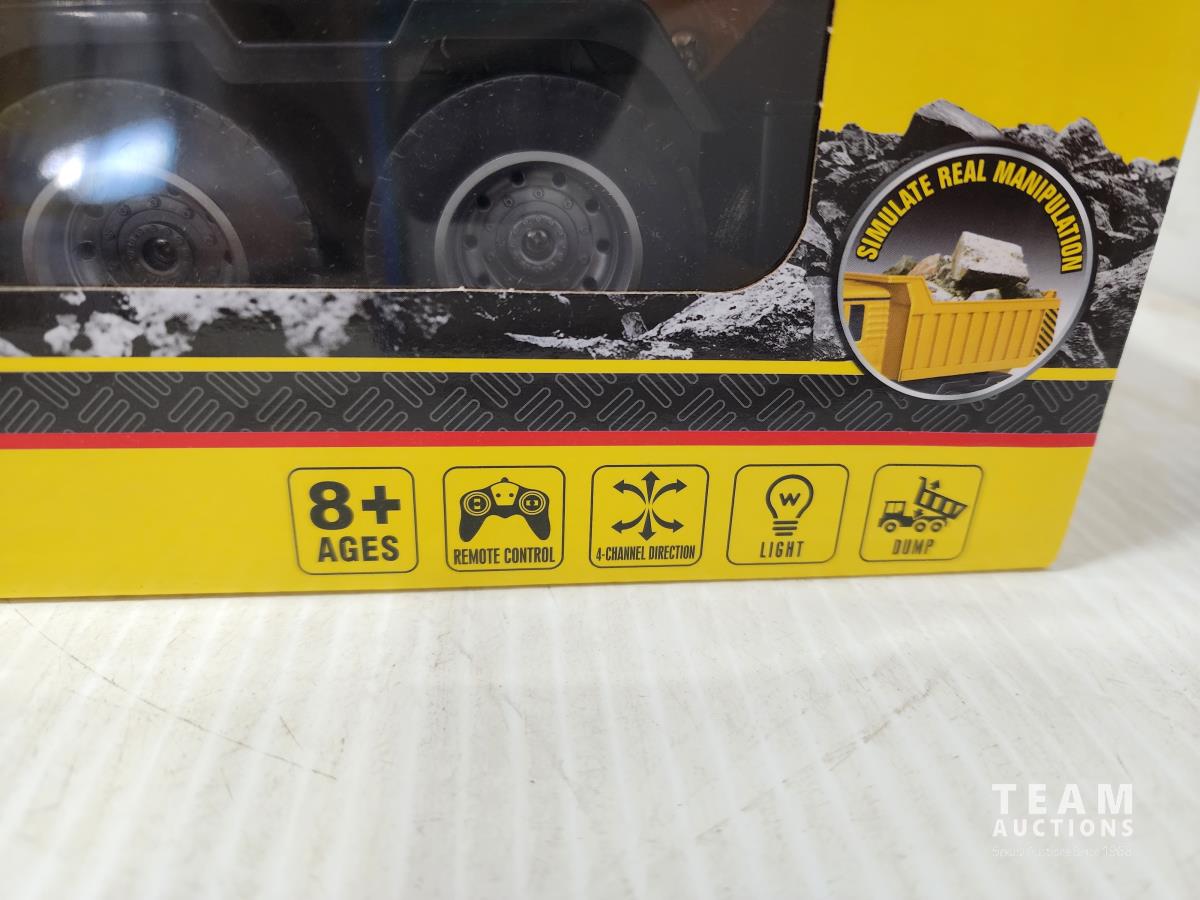 SIMULATE REAL MANIPULATION
8+
AGES
REMOTE CONTROL
4-CHANNEL DIRECTION
W
LIGHT
DUMP
TEAM
AUCTIONS